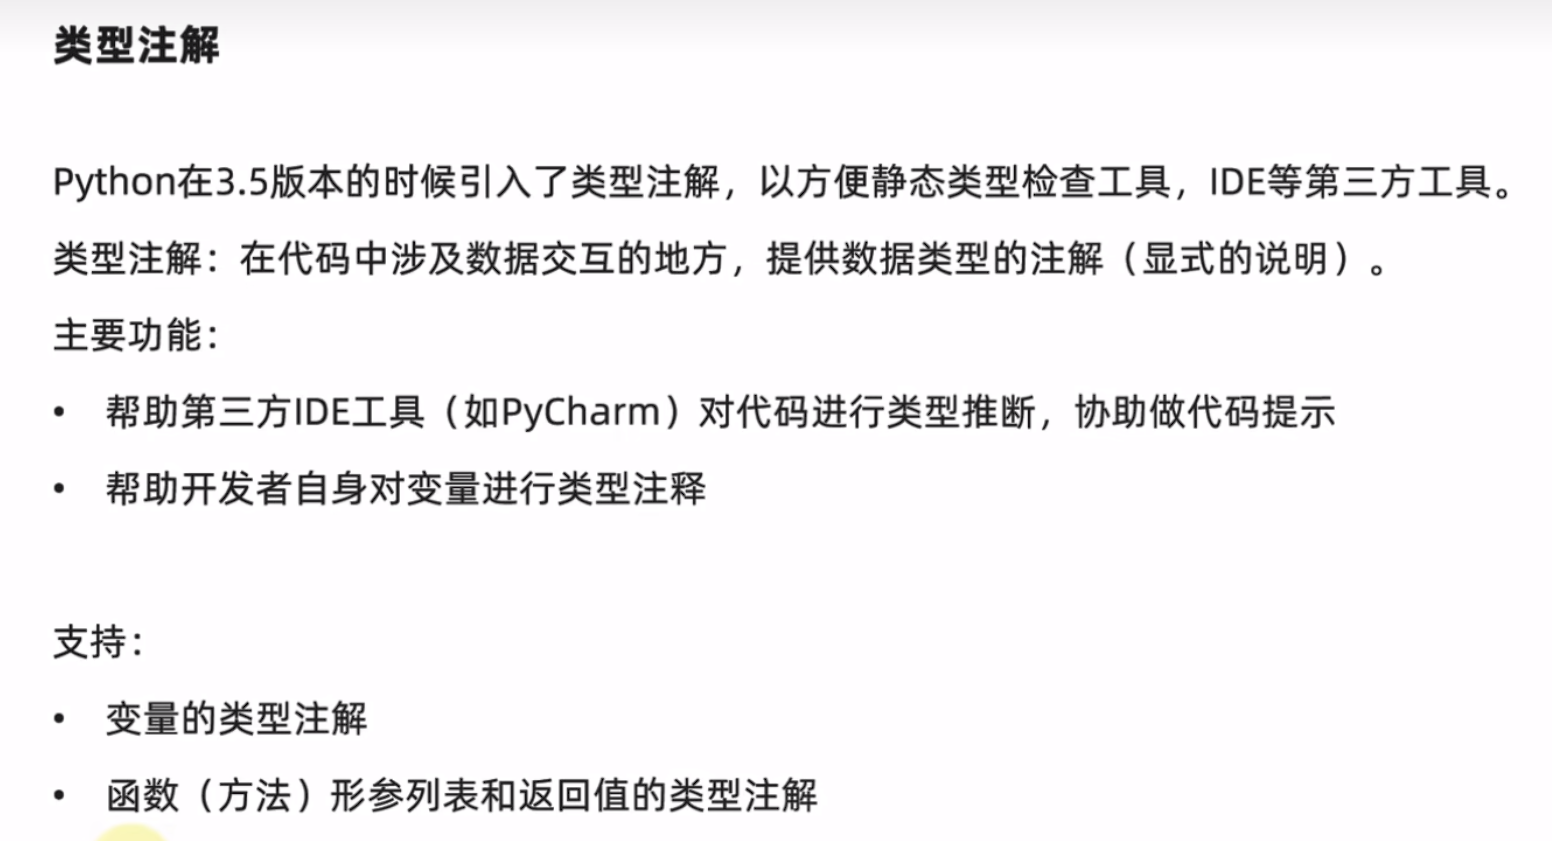 类型注解
Python在3.5版本的时候引入了类型注解，以方便静态类型检查工具，IDE等第三方工具。
类型注解：在代码中涉及数据交互的地方，提供数据类型的注解（显式的说明）。
主要功能：
• 帮助第三方IDE工具（如PyCharm）对代码进行类型推断，协助做代码提示
• 帮助开发者自身对变量进行类型注释
支持：
• 变量的类型注解
• 函数（方法）形参列表和返回值的类型注解